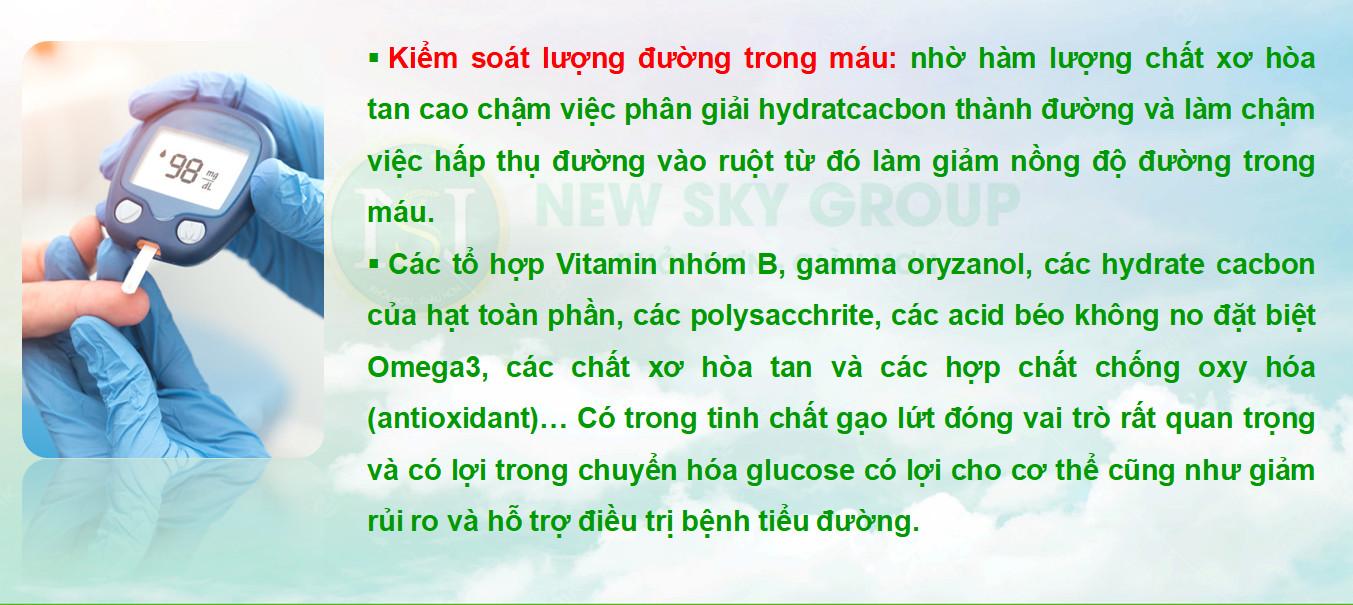 98 mg/dL
▪ Kiểm soát lượng đường trong máu: nhờ hàm lượng chất xơ hòa
tan cao chậm việc phân giải hydratcacbon thành đường và làm chậm
việc hấp thụ đường vào ruột từ đó làm giảm nồng độ đường trong
máu.
NEW SKY GROUP
▪ Các tổ hợp Vitamin nhóm B, gamma oryzanol, các hydrate cacbon
của hạt toàn phần, các polysacchrite, các acid béo không no đặt biệt
Omega3, các chất xơ hòa tan và các hợp chất chống oxy hóa
(antioxidant)… Có trong tinh chất gạo lứt đóng vai trò rất quan trọng
và có lợi trong chuyển hóa glucose có lợi cho cơ thể cũng như giảm
rủi ro và hỗ trợ điều trị bệnh tiểu đường.